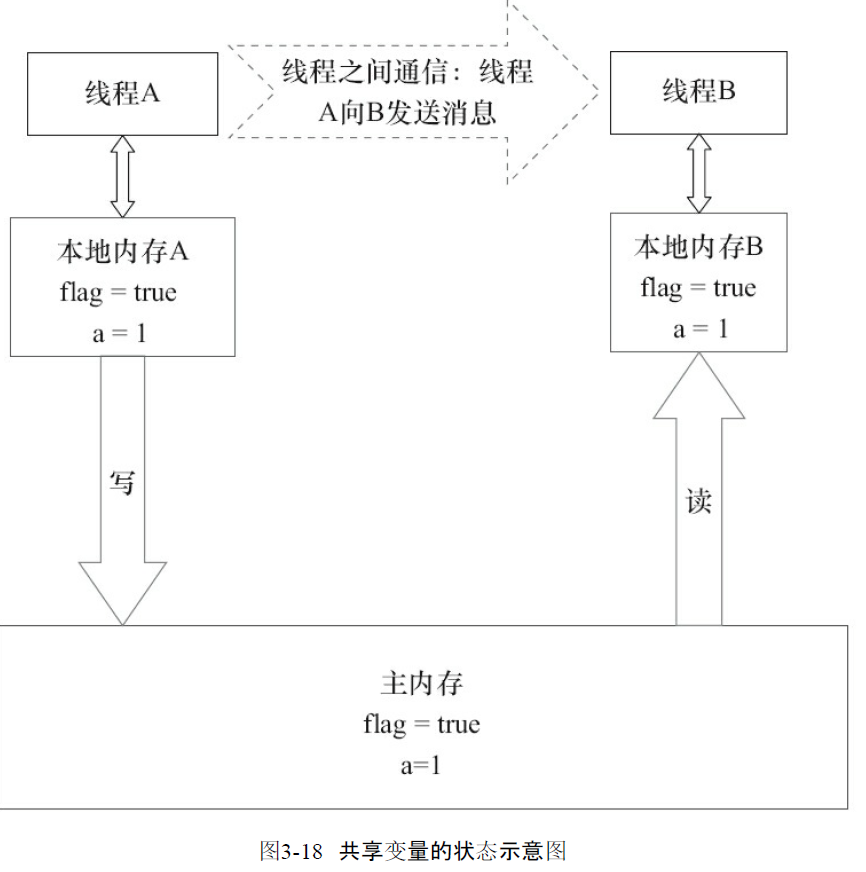 线程A
线程之间通信：线程
A向B发送消息
线程B
本地内存A
flag = true
a = 1
本地内存B
flag = true
a = 1
写
读
主内存
flag = true
a=1
图3-18 共享变量的状态示意图